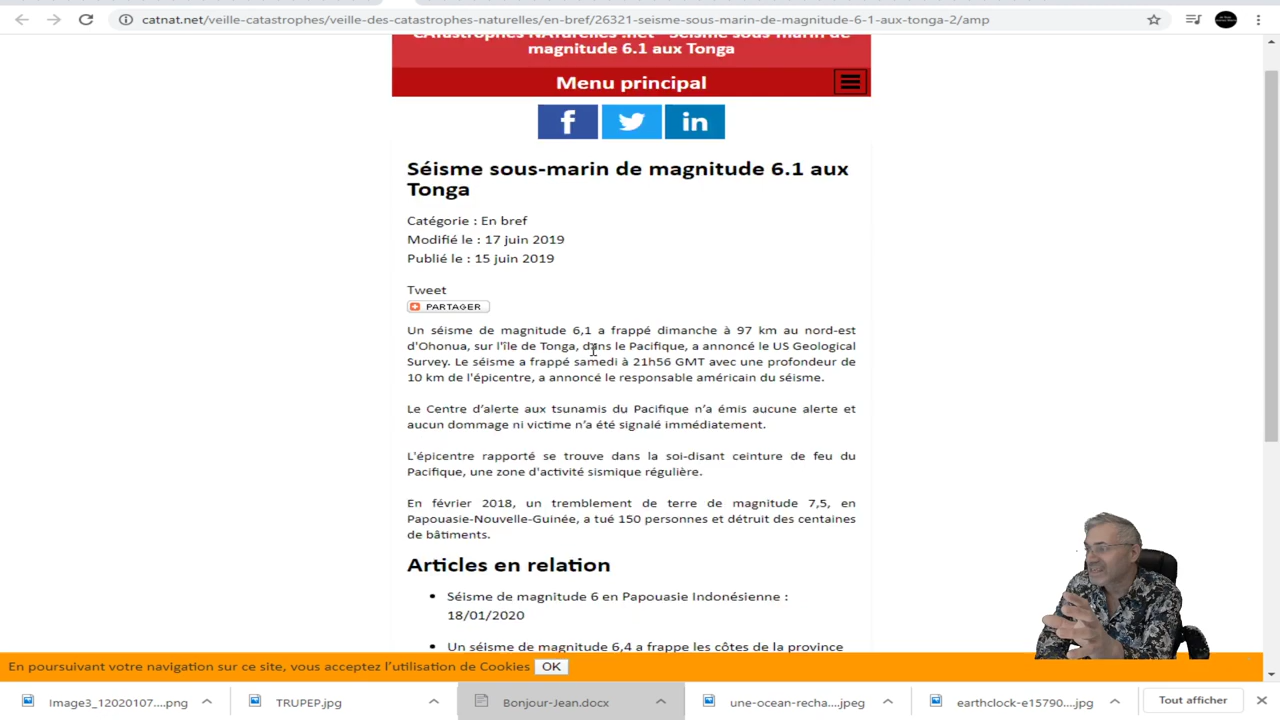 catnat.net/veille-catastrophes/veille-des-catastrophes-naturelles/en-bref/26321-seisme-sous-marin-de-magnitude-6-1-aux-tonga-2/amp
CAtastrophes NAturelles .net - Séisme sous-marin de
magnitude 6.1 aux Tonga
Menu principal
f
in
Séisme sous-marin de magnitude 6.1 aux
Tonga
Catégorie : En bref
Modifié le : 17 juin 2019
Publié le : 15 juin 2019
Tweet
PARTAGER
Un séisme de magnitude 6,1 a frappé dimanche à 97 km au nord-est
d'Ohonua, sur l'île de Tonga, dans le Pacifique, a annoncé le US Geological
Survey. Le séisme a frappé samedi à 21h56 GMT avec une profondeur de
10 km de l'épicentre, a annoncé le responsable américain du séisme.
Le Centre d'alerte aux tsunamis du Pacifique n'a émis aucune alerte et
aucun dommage ni victime n'a été signalé immédiatement.
L'épicentre rapporté se trouve dans la soi-disant ceinture de feu du
Pacifique, une zone d'activité sismique régulière.
En février 2018, un tremblement de terre de magnitude 7,5, en
Papouasie-Nouvelle-Guinée, a tué 150 personnes et détruit des centaines
de bâtiments.
Articles en relation
• Séisme de magnitude 6 en Papouasie Indonésienne :
18/01/2020
• Un séisme de magnitude 6,4 a frappe les côtes de la province
En poursuivant votre navigation sur ce site, vous acceptez l'utilisation de Cookies OK
Image3_12020107....png
TRUPEP.jpg
Bonjour-Jean.docx
une-ocean-recha....jpeg
earthclock-e15790....jpg
Tout afficher